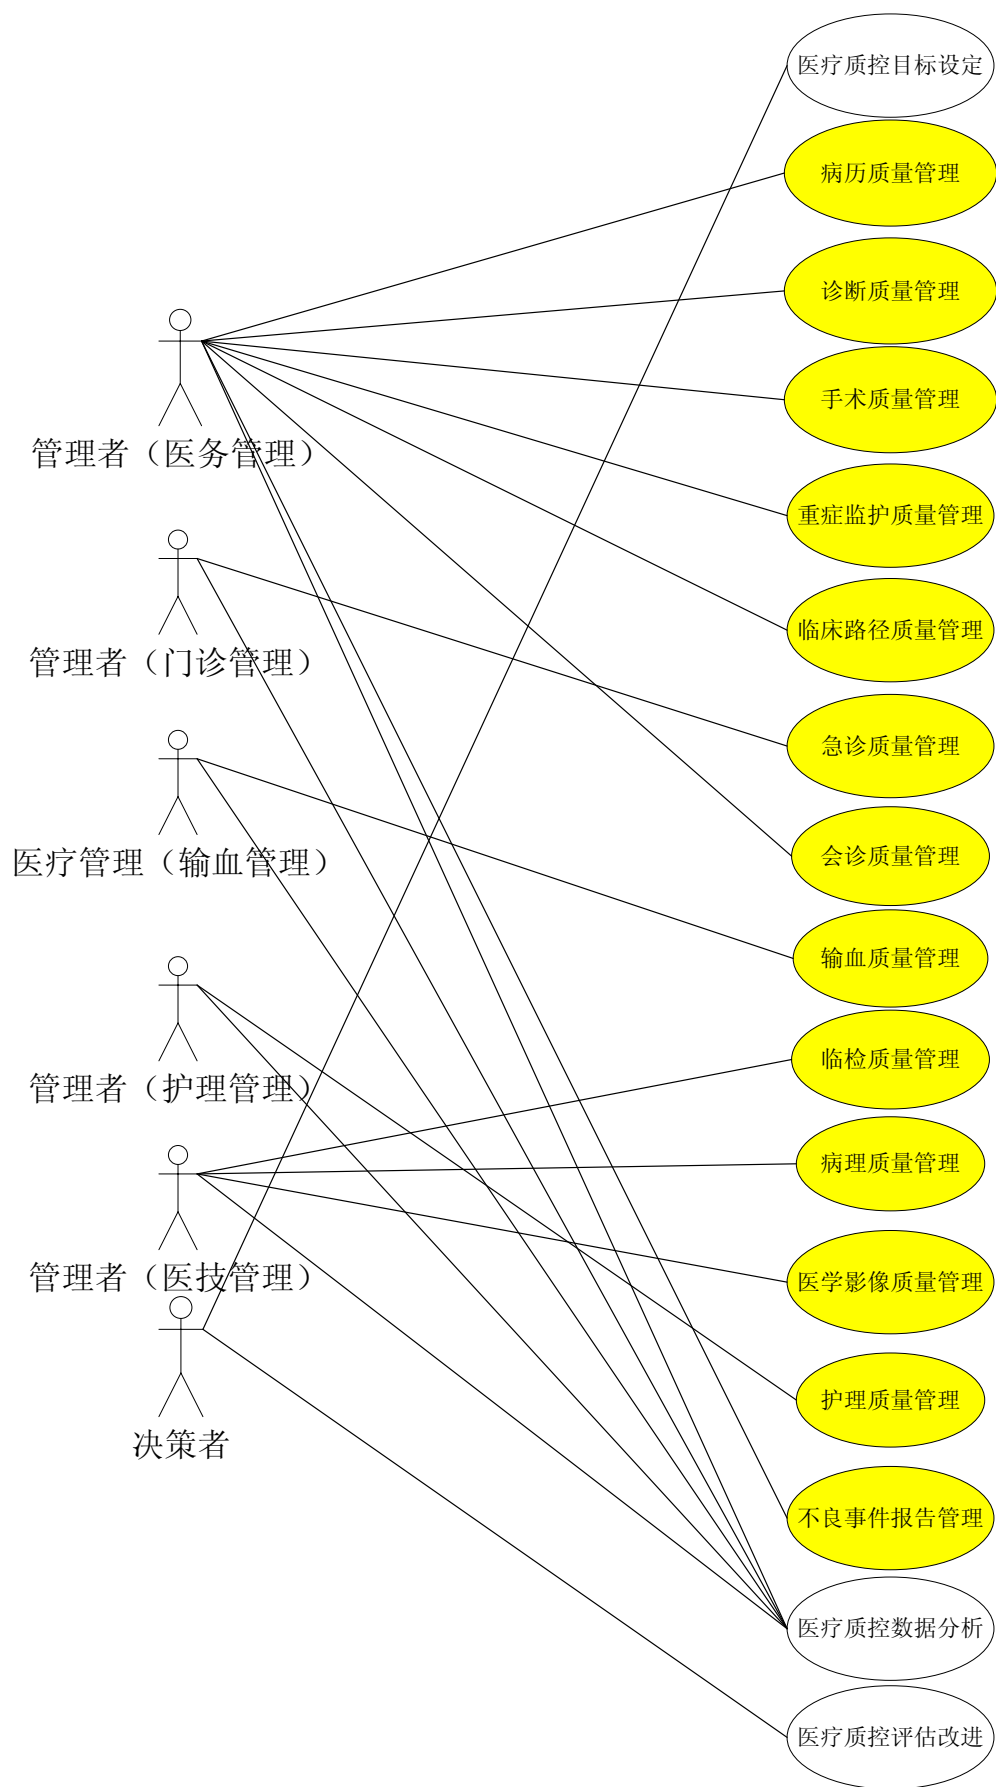 医疗质控目标设定
病历质量管理
诊断质量管理
手术质量管理
管理者（医务管理）
重症监护质量管理
临床路径质量管理
管理者（门诊管理）
急诊质量管理
会诊质量管理
医疗管理（输血管理）
输血质量管理
临检质量管理
管理者（护理管理）
病理质量管理
管理者（医技管理）
医学影像质量管理
护理质量管理
决策者
不良事件报告管理
医疗质控数据分析
医疗质控评估改进